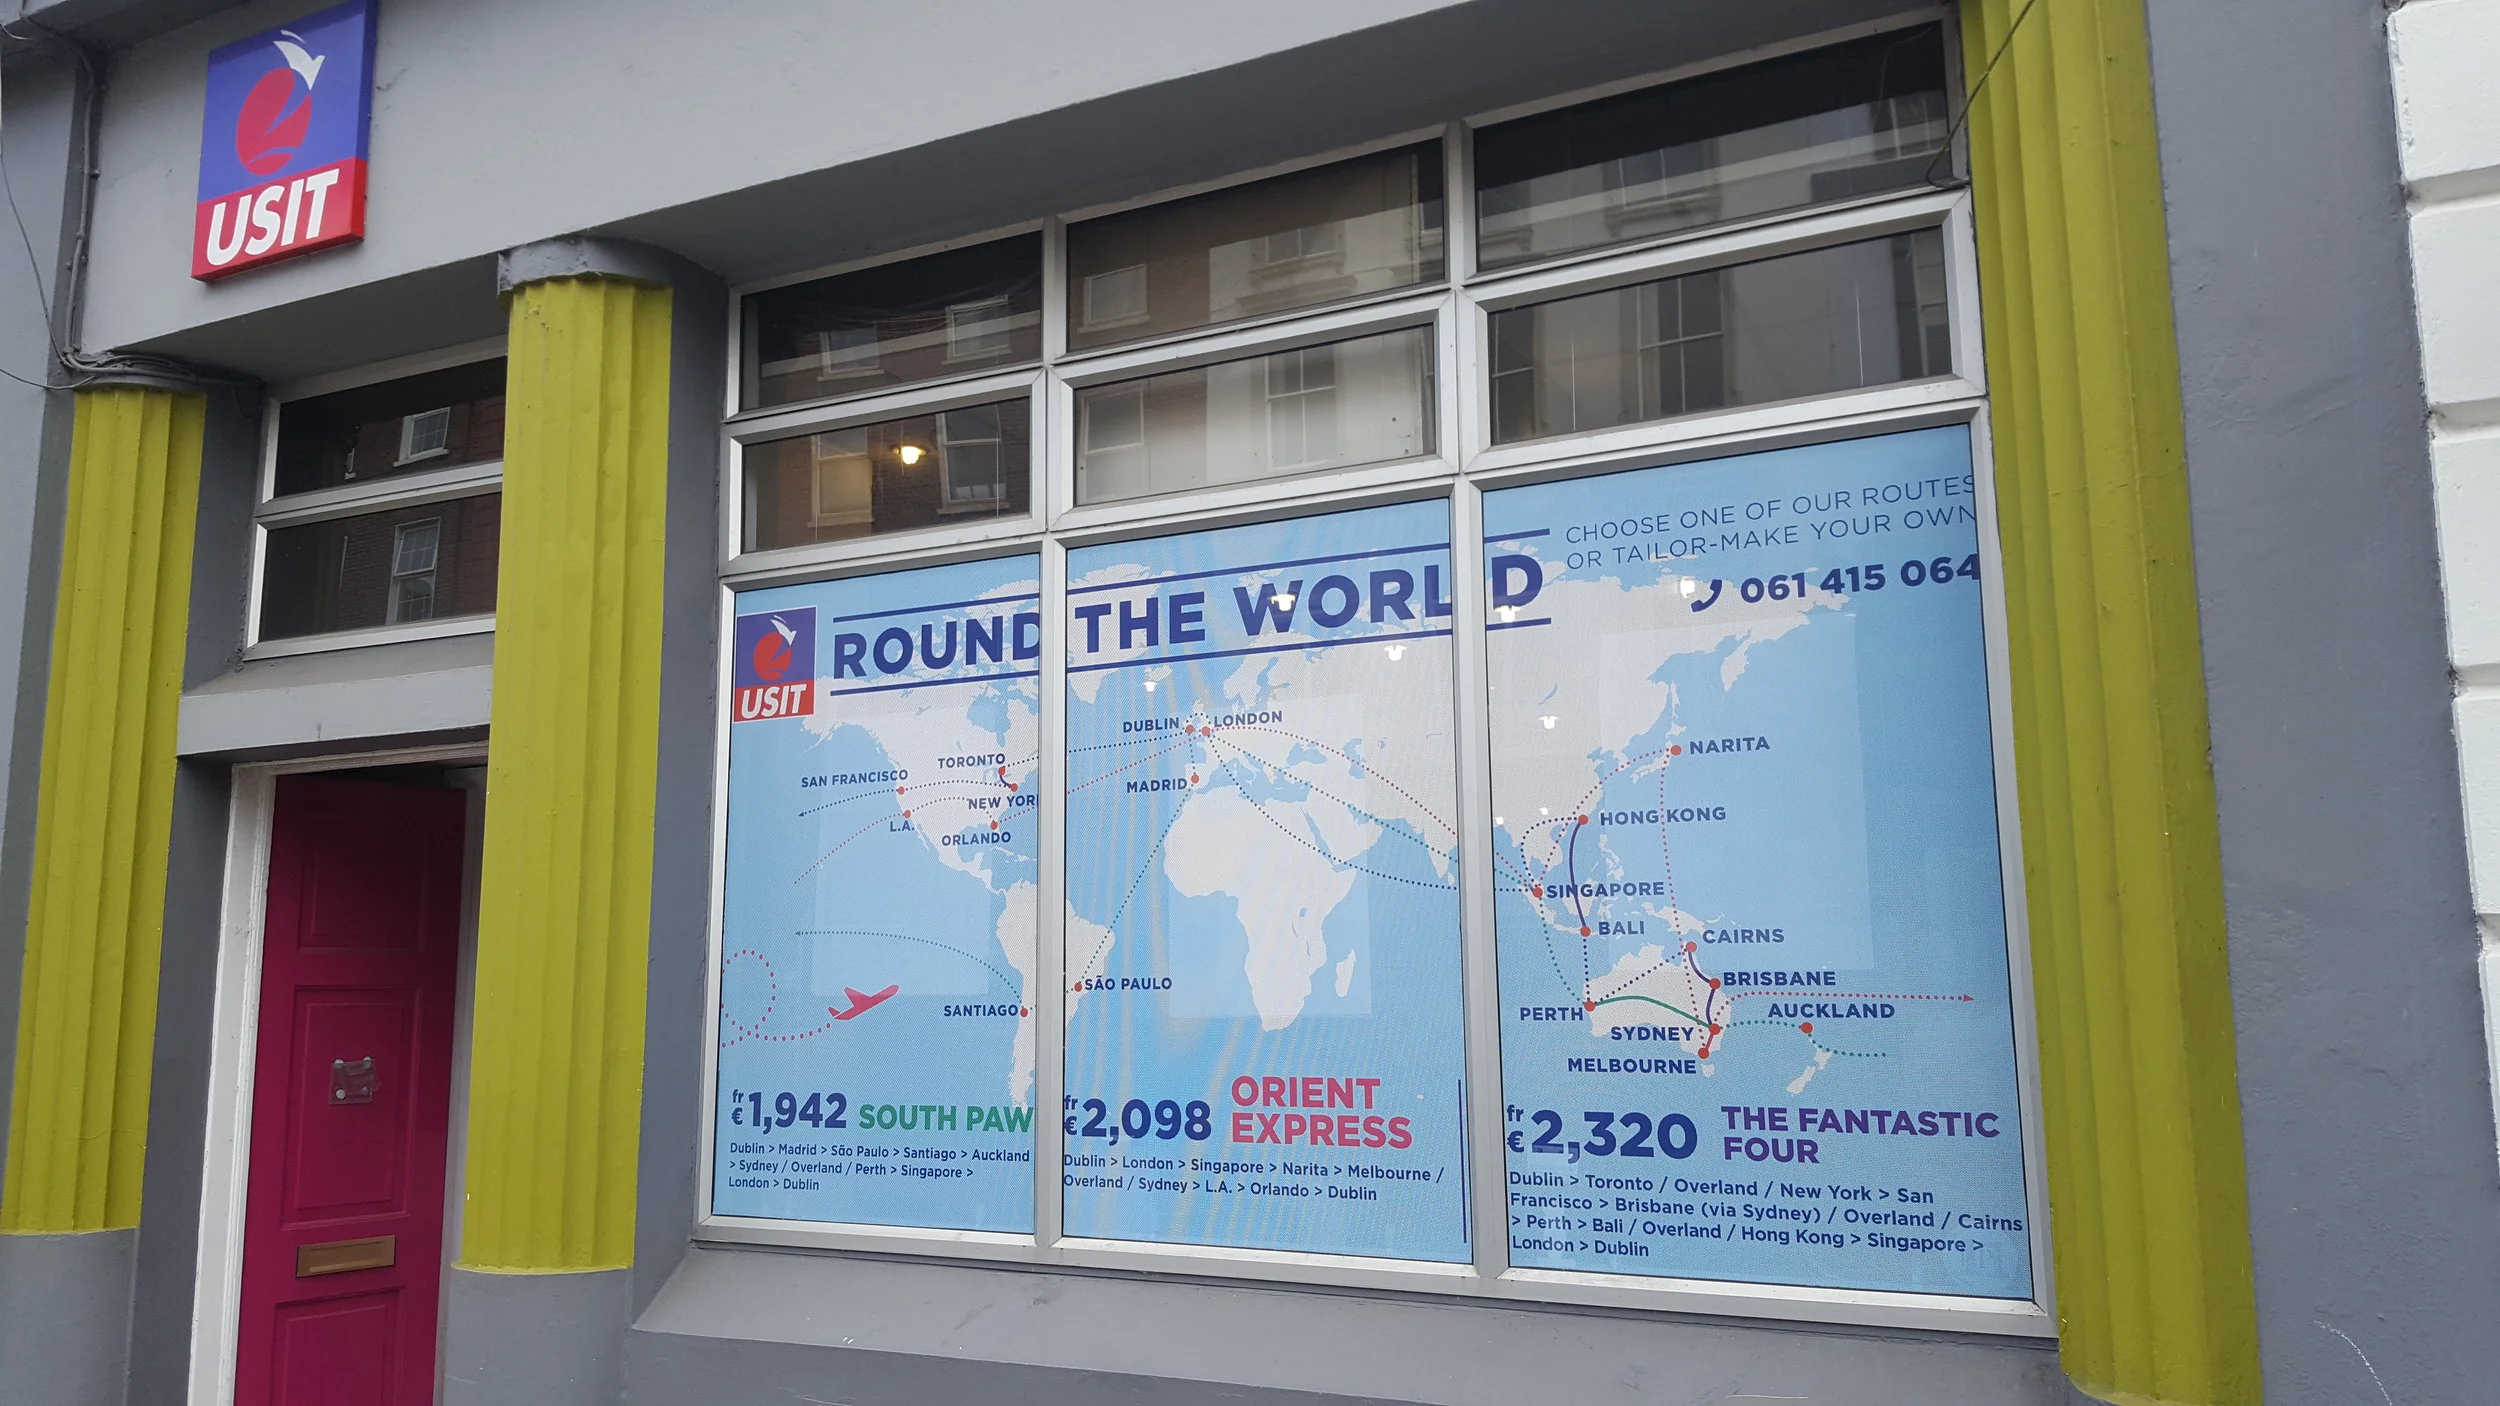 USIT
CHOOSE ONE OF OUR ROUTES
OR TAILOR-MAKE YOUR OWN
061 415 064
ROUND THE WORLD
USIT
DUBLIN
LONDON
TORONTO
SAN FRANCISCO
NEW YOR
L.A.
ORLANDO
MADRID
NARITA
HONG KONG
SINGAPORE
BALI
CAIRNS
BRISBANE
SÃO PAULO
SANTIAGO
PERTH
AUCKLAND
SYDNEY
MELBOURNE
fr €1,942 SOUTH PAW
Dublin > Madrid > São Paulo > Santiago > Auckland
> Sydney / Overland / Perth > Singapore >
London > Dublin
fr €2,098 ORIENT
EXPRESS
Dublin > London > Singapore > Narita > Melbourne /
Overland / Sydney > L.A. > Orlando > Dublin
fr €2,320 THE FANTASTIC
FOUR
Dublin > Toronto / Overland / New York > San
Francisco > Brisbane (via Sydney) / Overland / Cairns
> Perth > Bali / Overland / Hong Kong > Singapore >
London > Dublin